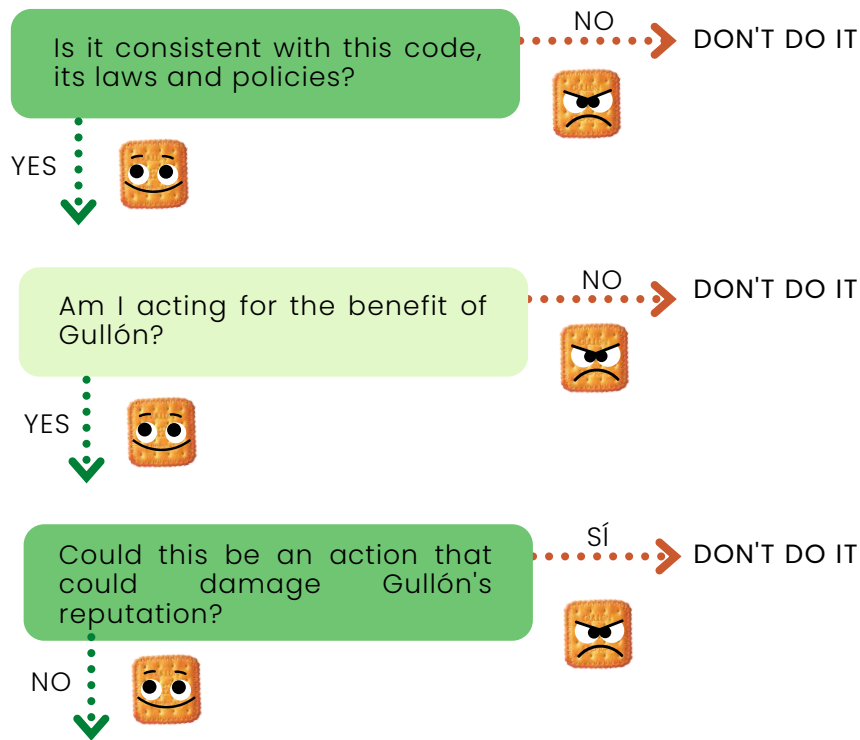 Is it consistent with this code,
its laws and policies?
NO
DON'T DO IT
YES
Am I acting for the benefit of
Gullón?
NO
DON'T DO IT
YES
Could this be an action that
could damage Gullón's
reputation?
SÍ
DON'T DO IT
NO